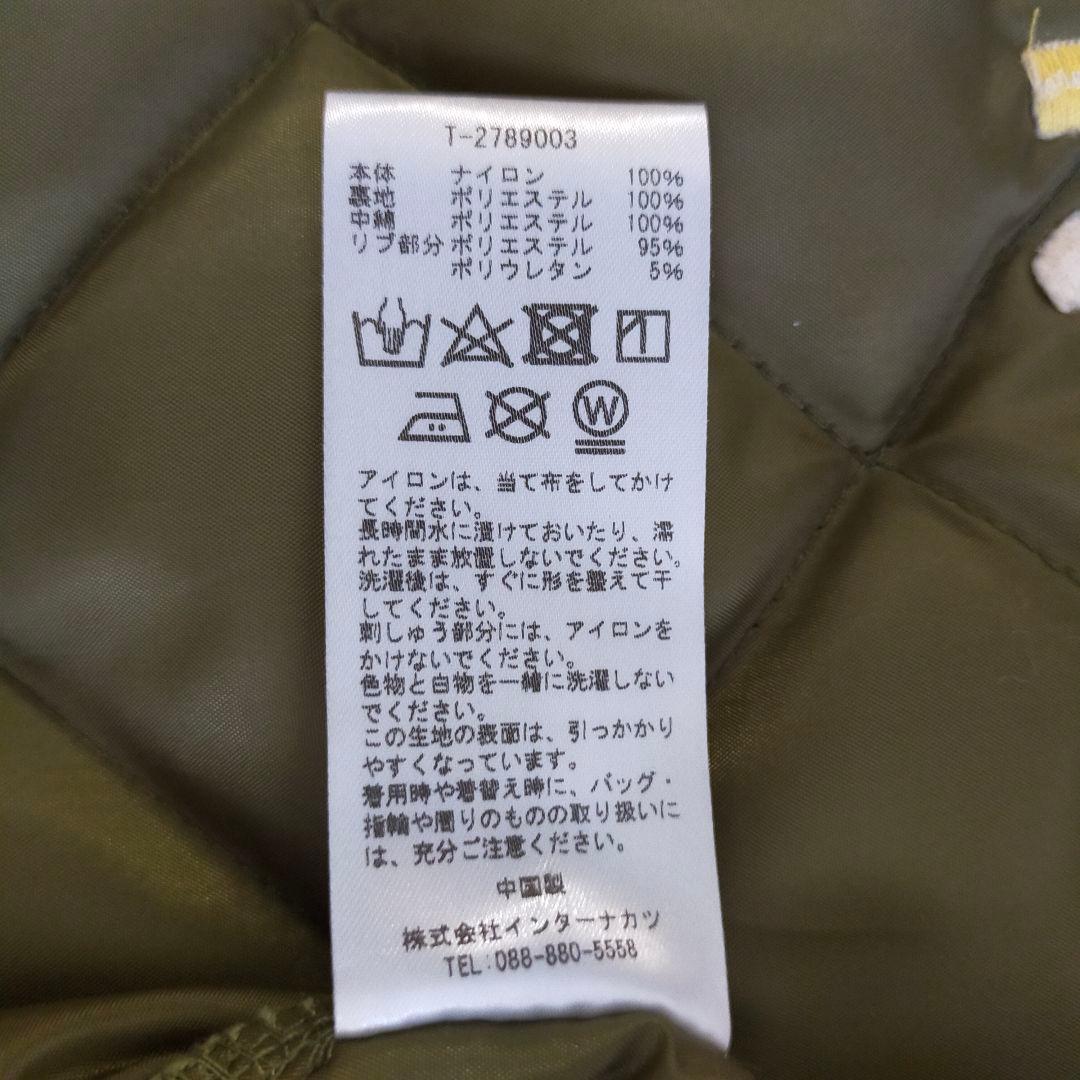 T-2789003
本体 ナイロン 100%
裏地 ポリエステル 100%
中綿 ポリエステル 100%
リブ部分 ポリエステル 95%
ポリウレタン 5%
W
アイロンは、当て布をしてかけ
てください。
長時間水に漬けておいたり、濡
れたまま放置しないでください。
洗濯後は、すぐに形を整えて干
してください。
刺しゅう部分には、アイロンを
かけないでください。
色物と白物を一緒に洗濯しない
でください。
この生地の表面は、引っかかり
やすくなっています。
着用時や着替え時に、バッグ・
指輪や周りのものの取り扱いに
は、充分ご注意ください。
中国製
株式会社インターナカツ
TEL:088-880-5558